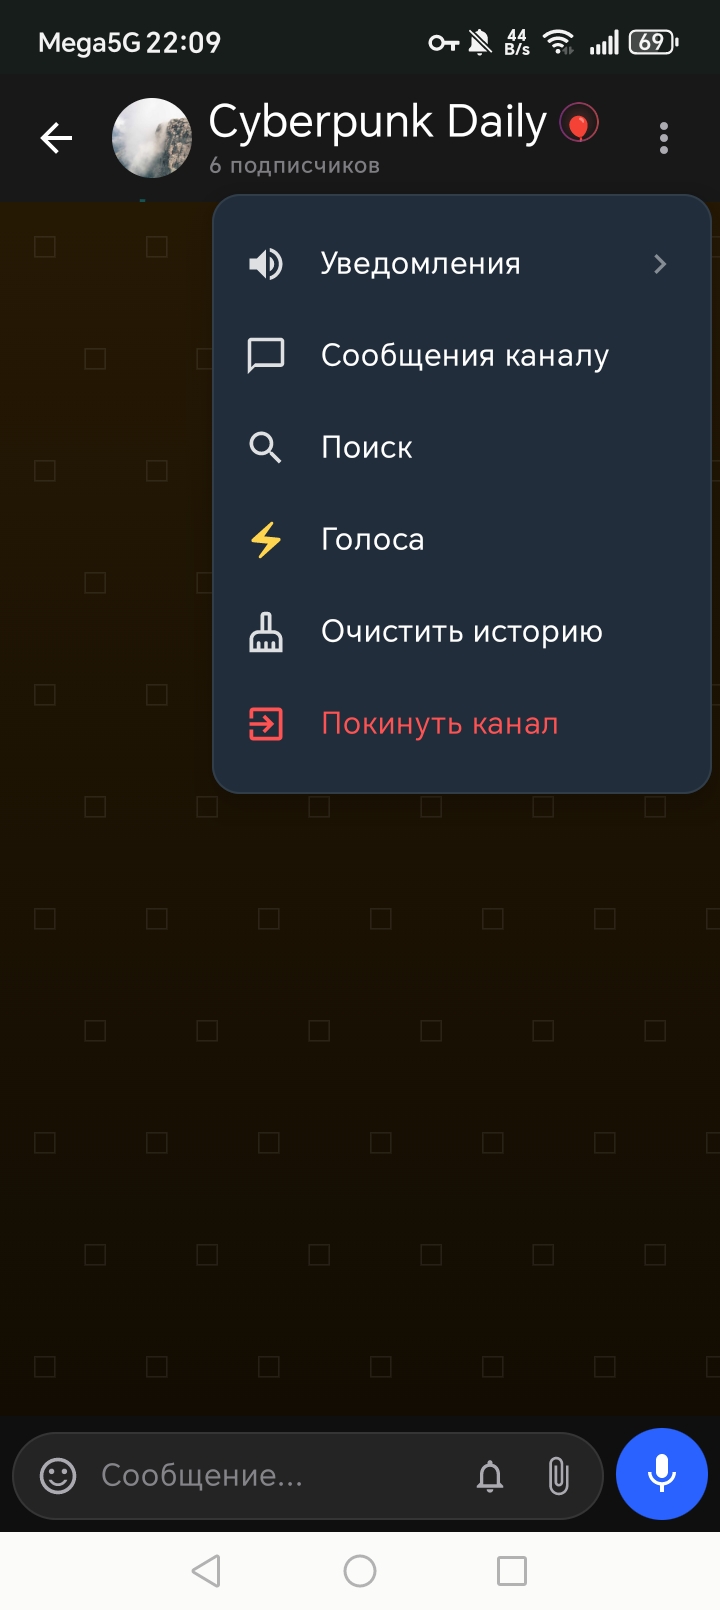 Mega5G 22:09 44 B/s 69
Cyberpunk Daily
6 подписчиков
Уведомления
Сообщения каналу
Поиск
Голоса
Очистить историю
Покинуть канал
Сообщение...